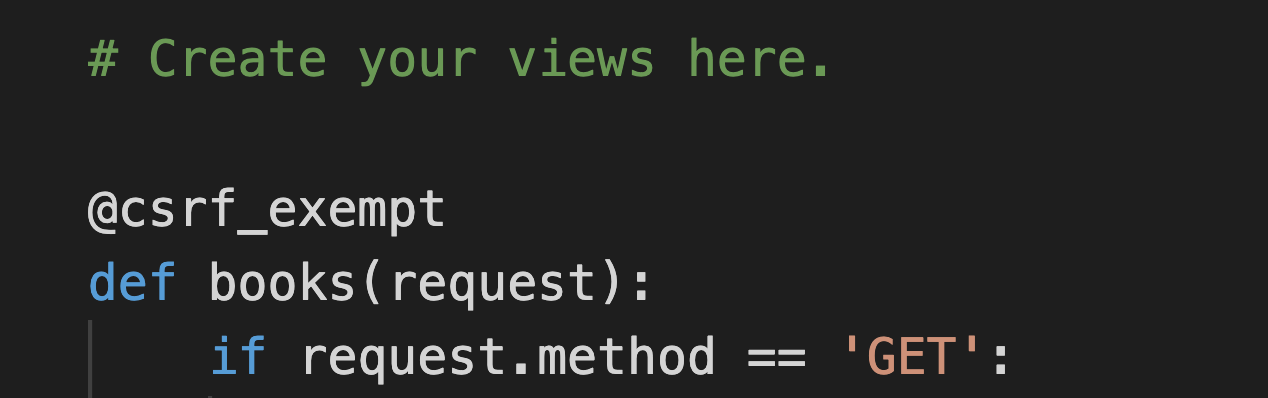 # Create your views here.
@csrf_exempt
def books(request):
    if request.method == 'GET':